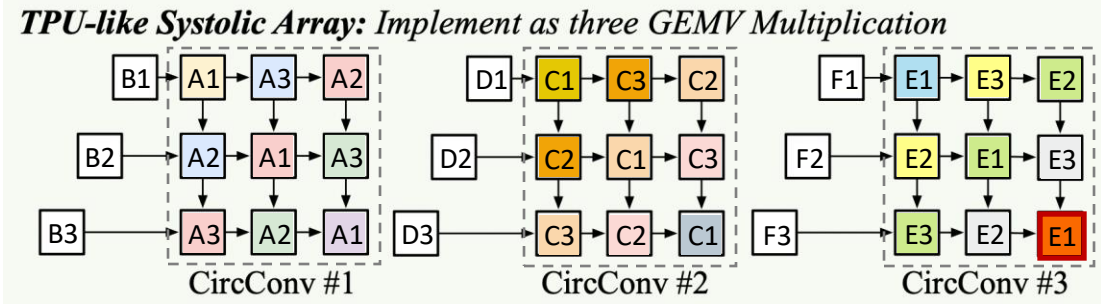 TPU-like Systolic Array: Implement as three GEMV Multiplication
B1 A1 A3 A2 D1 C1 C3 C2 F1 E1 E3 E2
B2 A2 A1 A3 D2 C2 C1 C3 F2 E2 E1 E3
B3 A3 A2 A1 D3 C3 C2 C1 F3 E3 E2 E1
CircConv #1 CircConv #2 CircConv #3